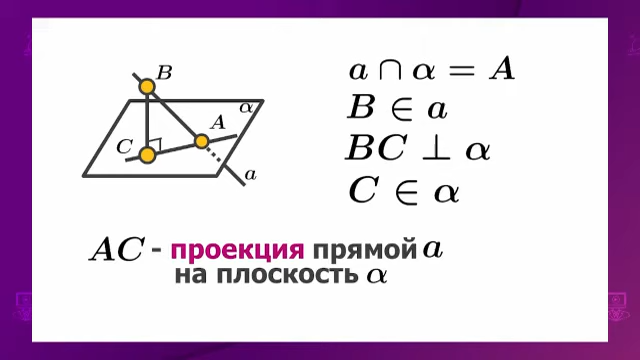 B
α
A
C
a
a ∩ α = A
B ∈ a
BC ⊥ α
C ∈ α
AC - проекция прямой a
на плоскость α